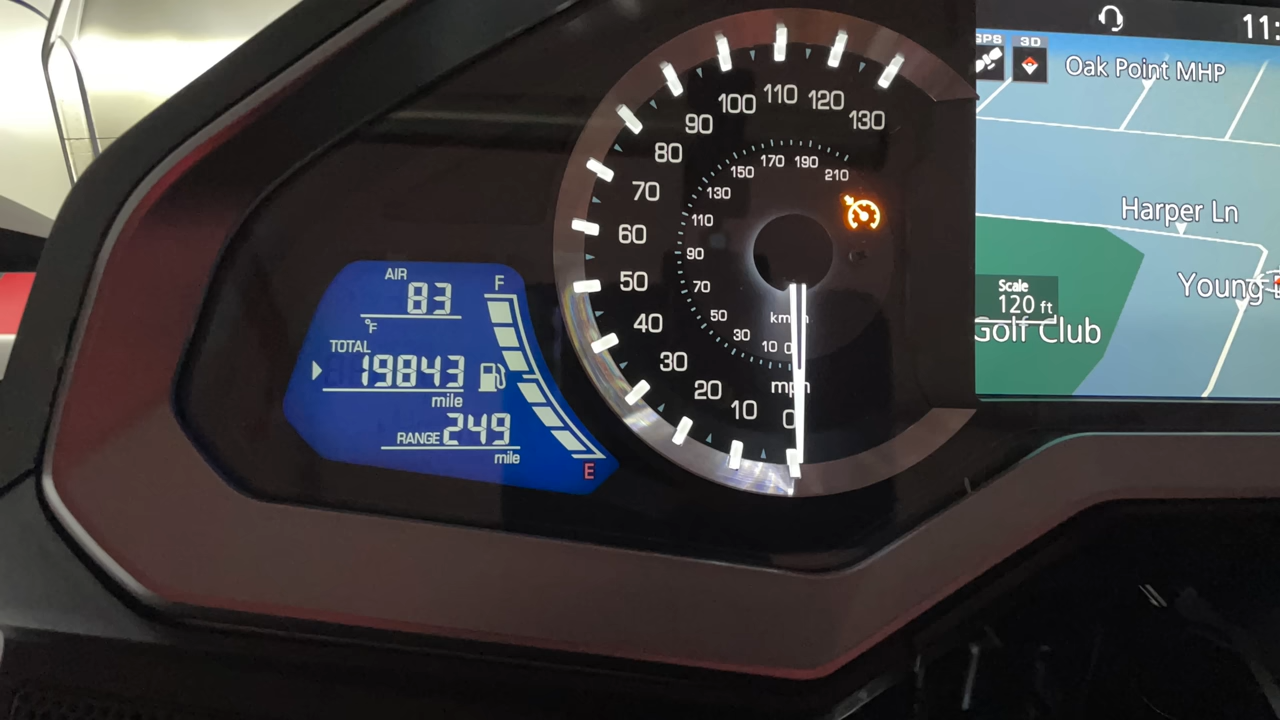 AIR
83
°F
TOTAL
19843
mile
RANGE 249
mile
F
E
0
10
20
30
40
50
60
70
80
90
100
110
120
130
mph
km/h
0
10
30
50
70
90
110
130
150
170
190
210
11:
GPS
3D
Oak Point MHP
Harper Ln
Young
Scale
120 ft
Golf Club